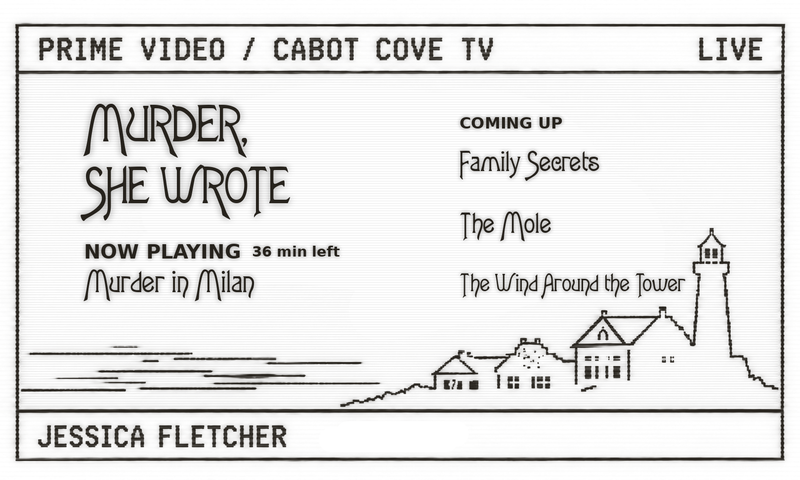 PRIME VIDEO / CABOT COVE TV
LIVE
MURDER,
SHE WROTE
NOW PLAYING 36 min left
Murder in Milan
COMING UP
Family Secrets
The Mole
The Wind Around the Tower
JESSICA FLETCHER